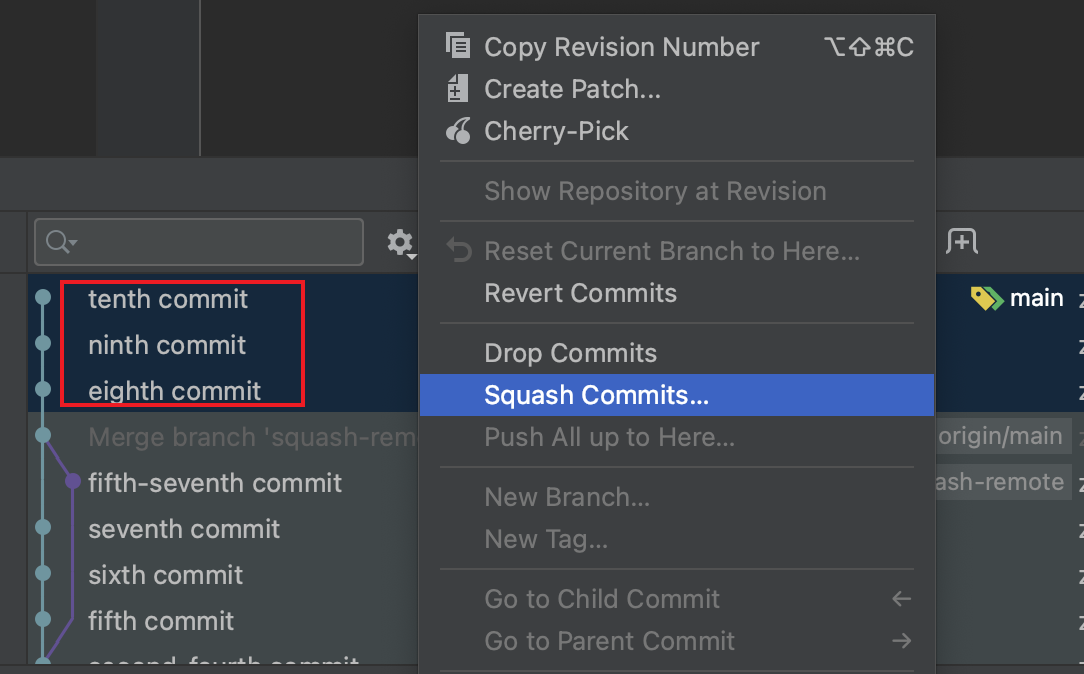 Copy Revision Number ⌥⇧⌘C
Create Patch...
Cherry-Pick
Show Repository at Revision
Reset Current Branch to Here...
Revert Commits
Drop Commits
Squash Commits...
Push All up to Here...
New Branch...
New Tag...
Go to Child Commit ←
Go to Parent Commit →
tenth commit
main
ninth commit
eighth commit
Merge branch 'squash-rem
origin/main
fifth-seventh commit
ash-remote
seventh commit
sixth commit
fifth commit
second-fourth commit